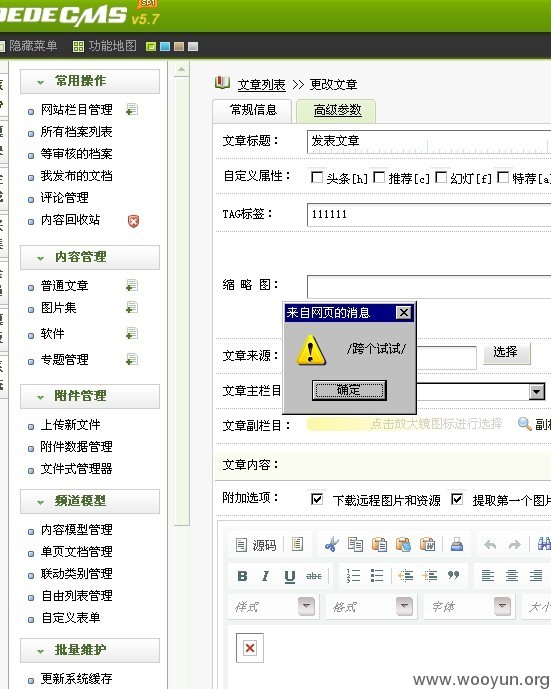 DEDECMS v5.7 SP1
隐藏菜单 功能地图
常用操作
网站栏目管理
所有档案列表
等审核的档案
我发布的文档
评论管理
内容回收站
内容管理
普通文章
图片集
软件
专题管理
附件管理
上传新文件
附件数据管理
文件式管理器
频道模型
内容模型管理
单页文档管理
联动类别管理
自由列表管理
自定义表单
批量维护
更新系统缓存
文章列表 >> 更改文章
常规信息 高级参数
文章标题： 发表文章
自定义属性： 头条[h] 推荐[c] 幻灯[f] 特荐[a
TAG标签： 111111
缩 略 图：
来自网页的消息
/跨个试试/
确定
文章来源： 选择
文章主栏目
文章副栏目： 点击放大镜图标进行选择 副栏
文章内容：
附加选项： 下载远程图片和资源 提取第一个图片
源码
B I U abc
样式 格式 字体 大小
www.wooyun.org